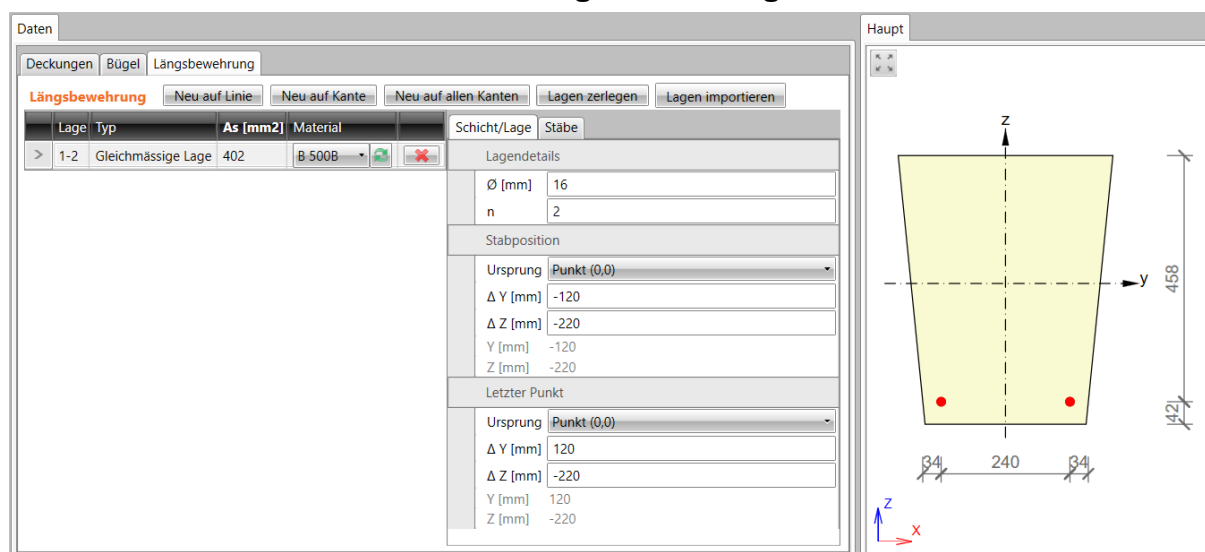 Daten
Deckungen Bügel Längsbewehrung
Längsbewehrung Neu auf Linie Neu auf Kante Neu auf allen Kanten Lagen zerlegen Lagen importieren
Lage Typ As [mm2] Material
> 1-2 Gleichmässige Lage 402 B 500B
Schicht/Lage Stäbe
Lagendetails
Ø [mm] 16
n 2
Stabposition
Ursprung Punkt (0,0)
Δ Y [mm] -120
Δ Z [mm] -220
Y [mm] -120
Z [mm] -220
Letzter Punkt
Ursprung Punkt (0,0)
Δ Y [mm] 120
Δ Z [mm] -220
Y [mm] 120
Z [mm] -220
Haupt
z
y
458
42
34 240 34
Z
X